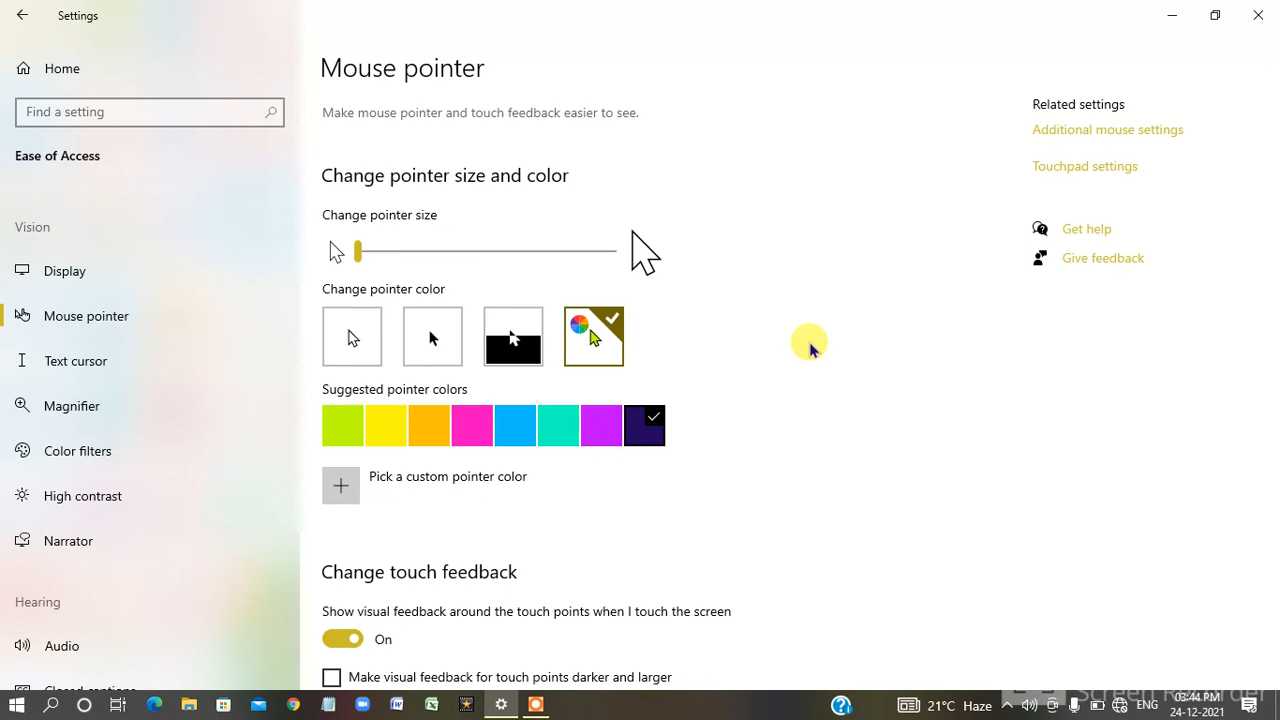 Settings
Home
Find a setting
Ease of Access
Vision
Display
Mouse pointer
Text cursor
Magnifier
Color filters
High contrast
Narrator
Hearing
Audio
Closed captions
Mouse pointer
Make mouse pointer and touch feedback easier to see.
Change pointer size and color
Change pointer size
Change pointer color
Suggested pointer colors
Pick a custom pointer color
Change touch feedback
Show visual feedback around the touch points when I touch the screen
On
Make visual feedback for touch points darker and larger
Related settings
Additional mouse settings
Touchpad settings
Get help
Give feedback
Screen Recorder
21°C Haze
03:44 PM
24-12-2021